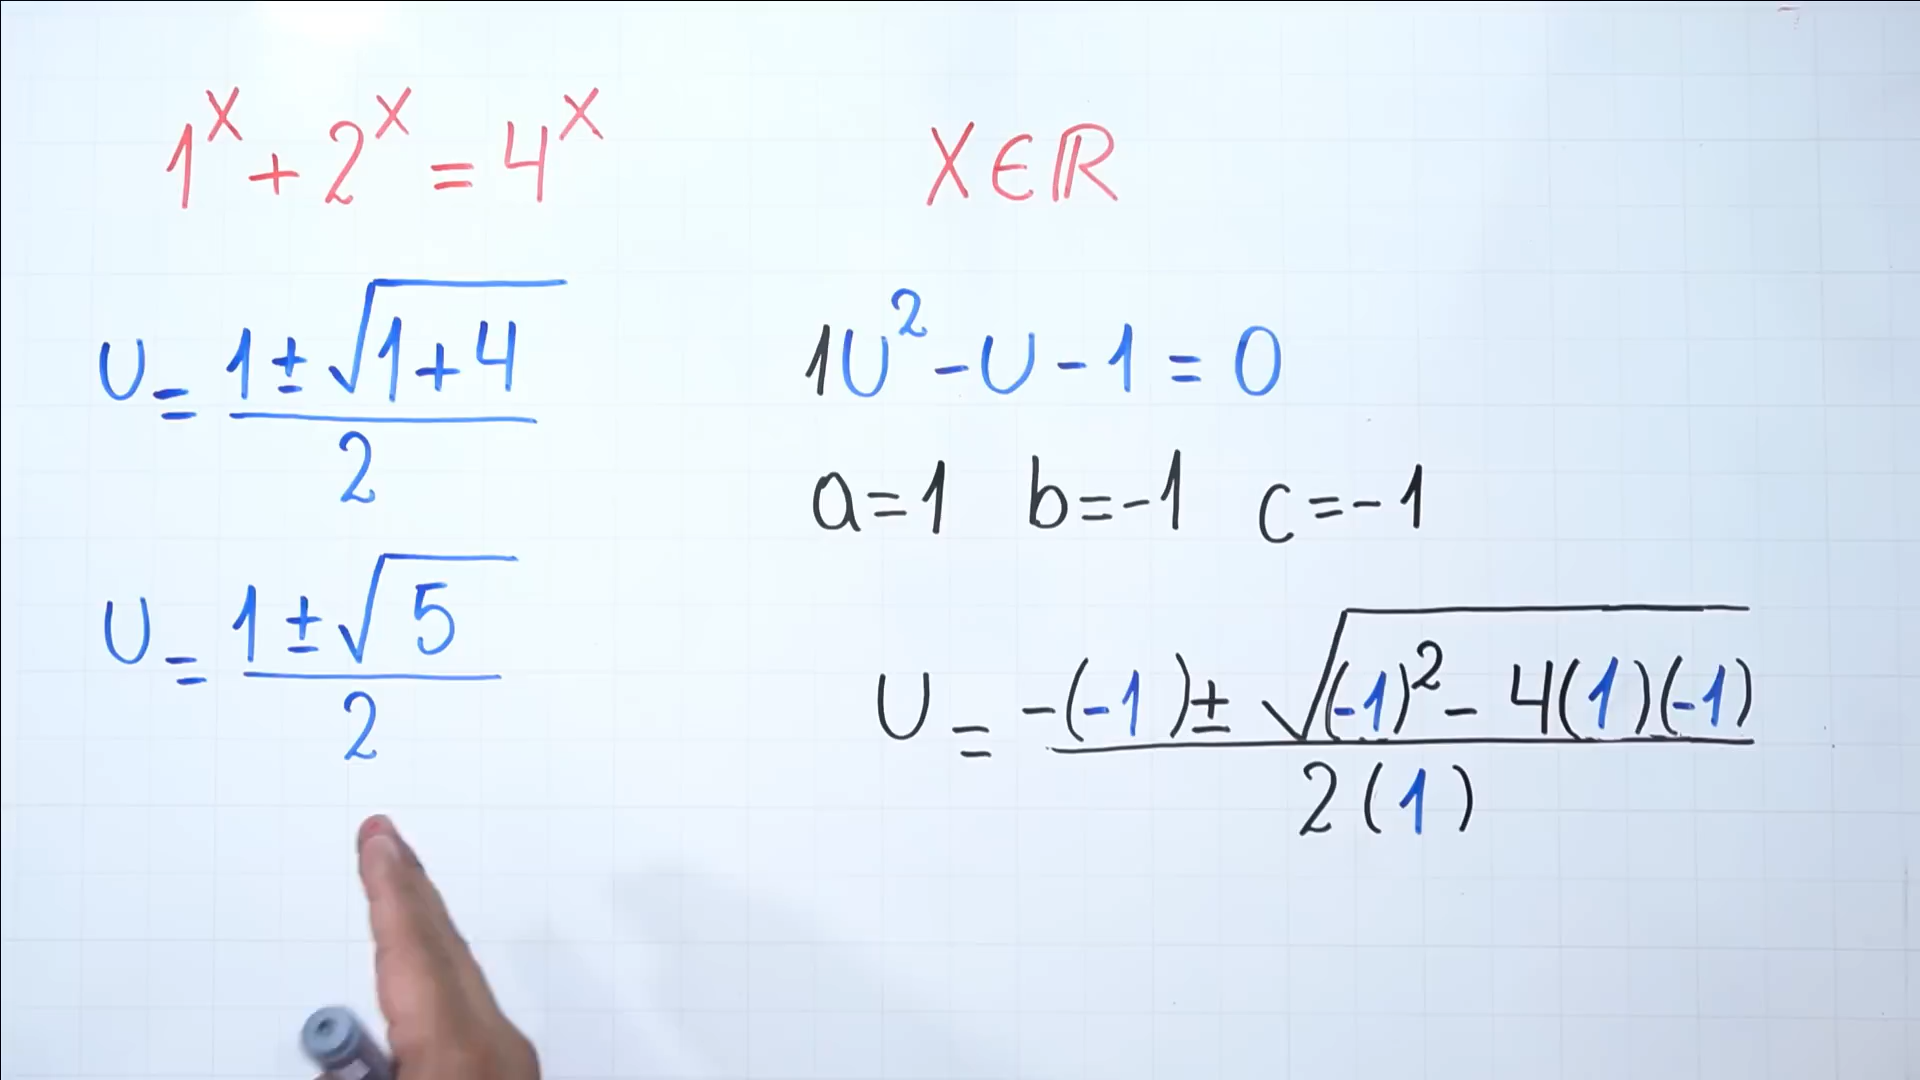 1^x + 2^x = 4^x
X∈ℝ
U = (1 ± √(1+4)) / 2
U = (1 ± √5) / 2
1U² - U - 1 = 0
a=1 b=-1 c=-1
U = (-(-1) ± √((-1)² - 4(1)(-1))) / 2(1)